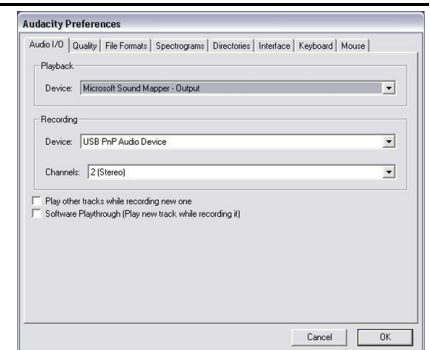 Audacity Preferences
Audio I/O Quality File Formats Spectrograms Directories Interface Keyboard Mouse
Playback
Device: Microsoft Sound Mapper - Output
Recording
Device: USB PnP Audio Device
Channels: 2 (Stereo)
Play other tracks while recording new one
Software Playthrough (Play new track while recording it)
Cancel OK